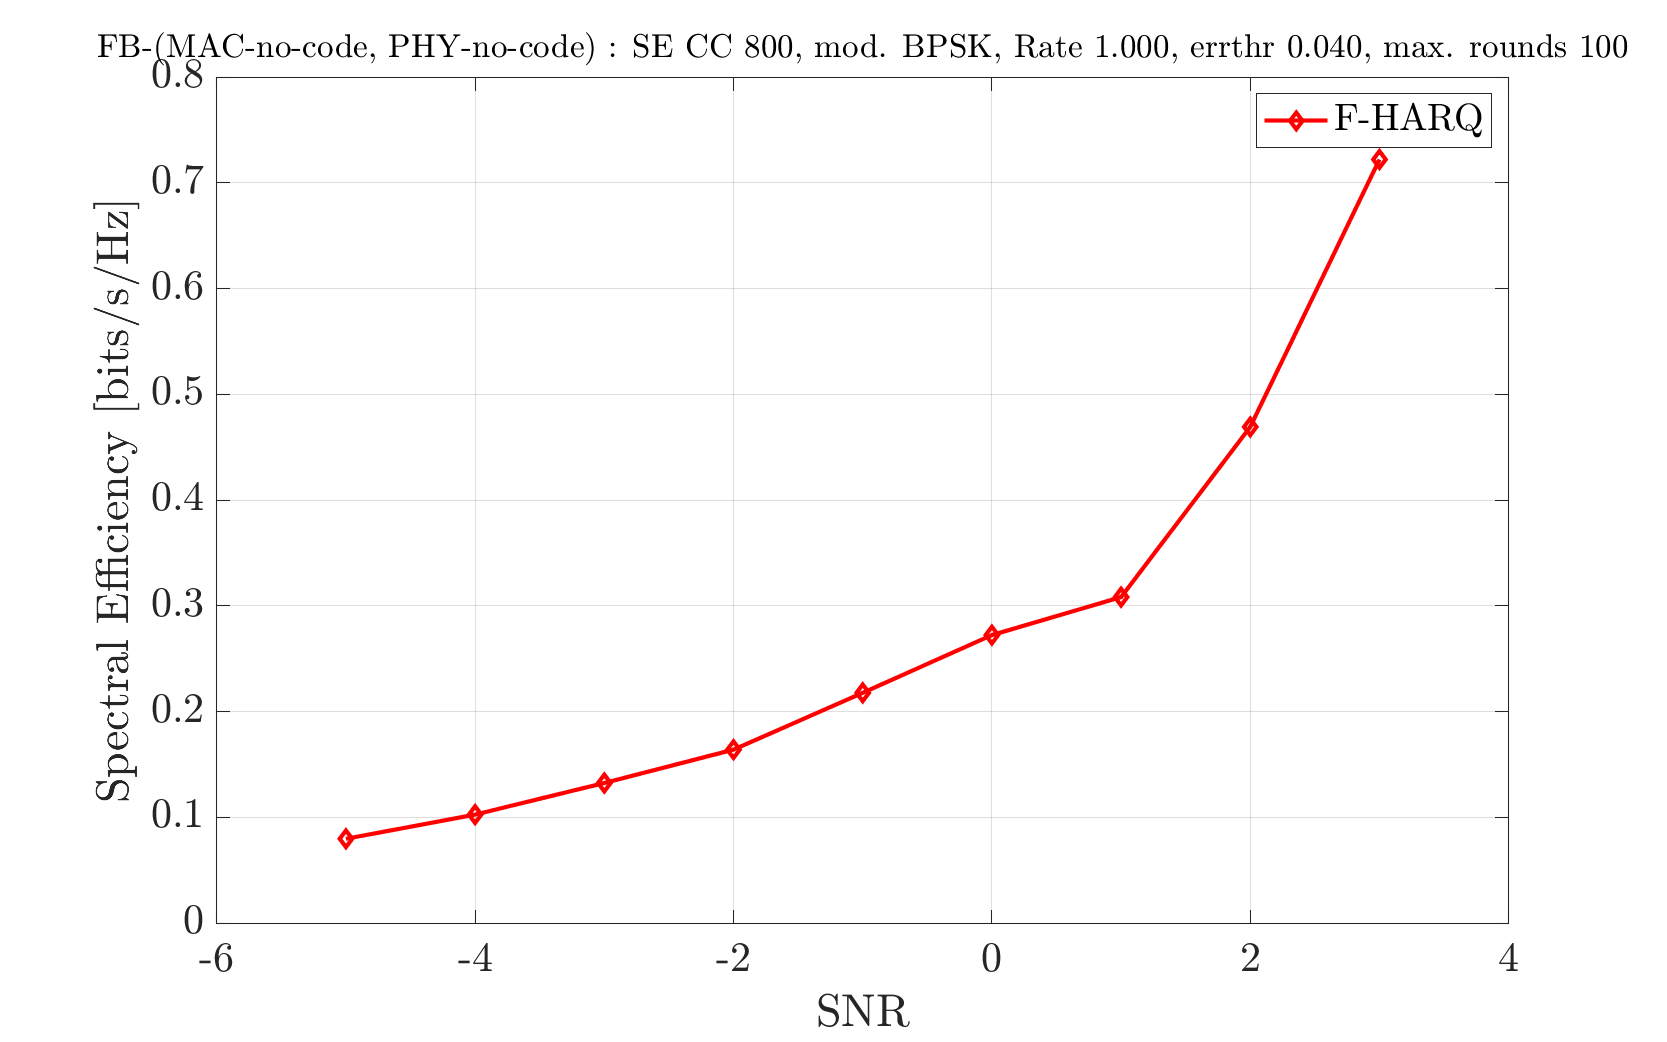 FB-(MAC-no-code, PHY-no-code) : SE CC 800, mod. BPSK, Rate 1.000, errthr 0.040, max. rounds 100
F-HARQ
Spectral Efficiency [bits/s/Hz]
0.8
0.7
0.6
0.5
0.4
0.3
0.2
0.1
0
-6 -4 -2 0 2 4
SNR